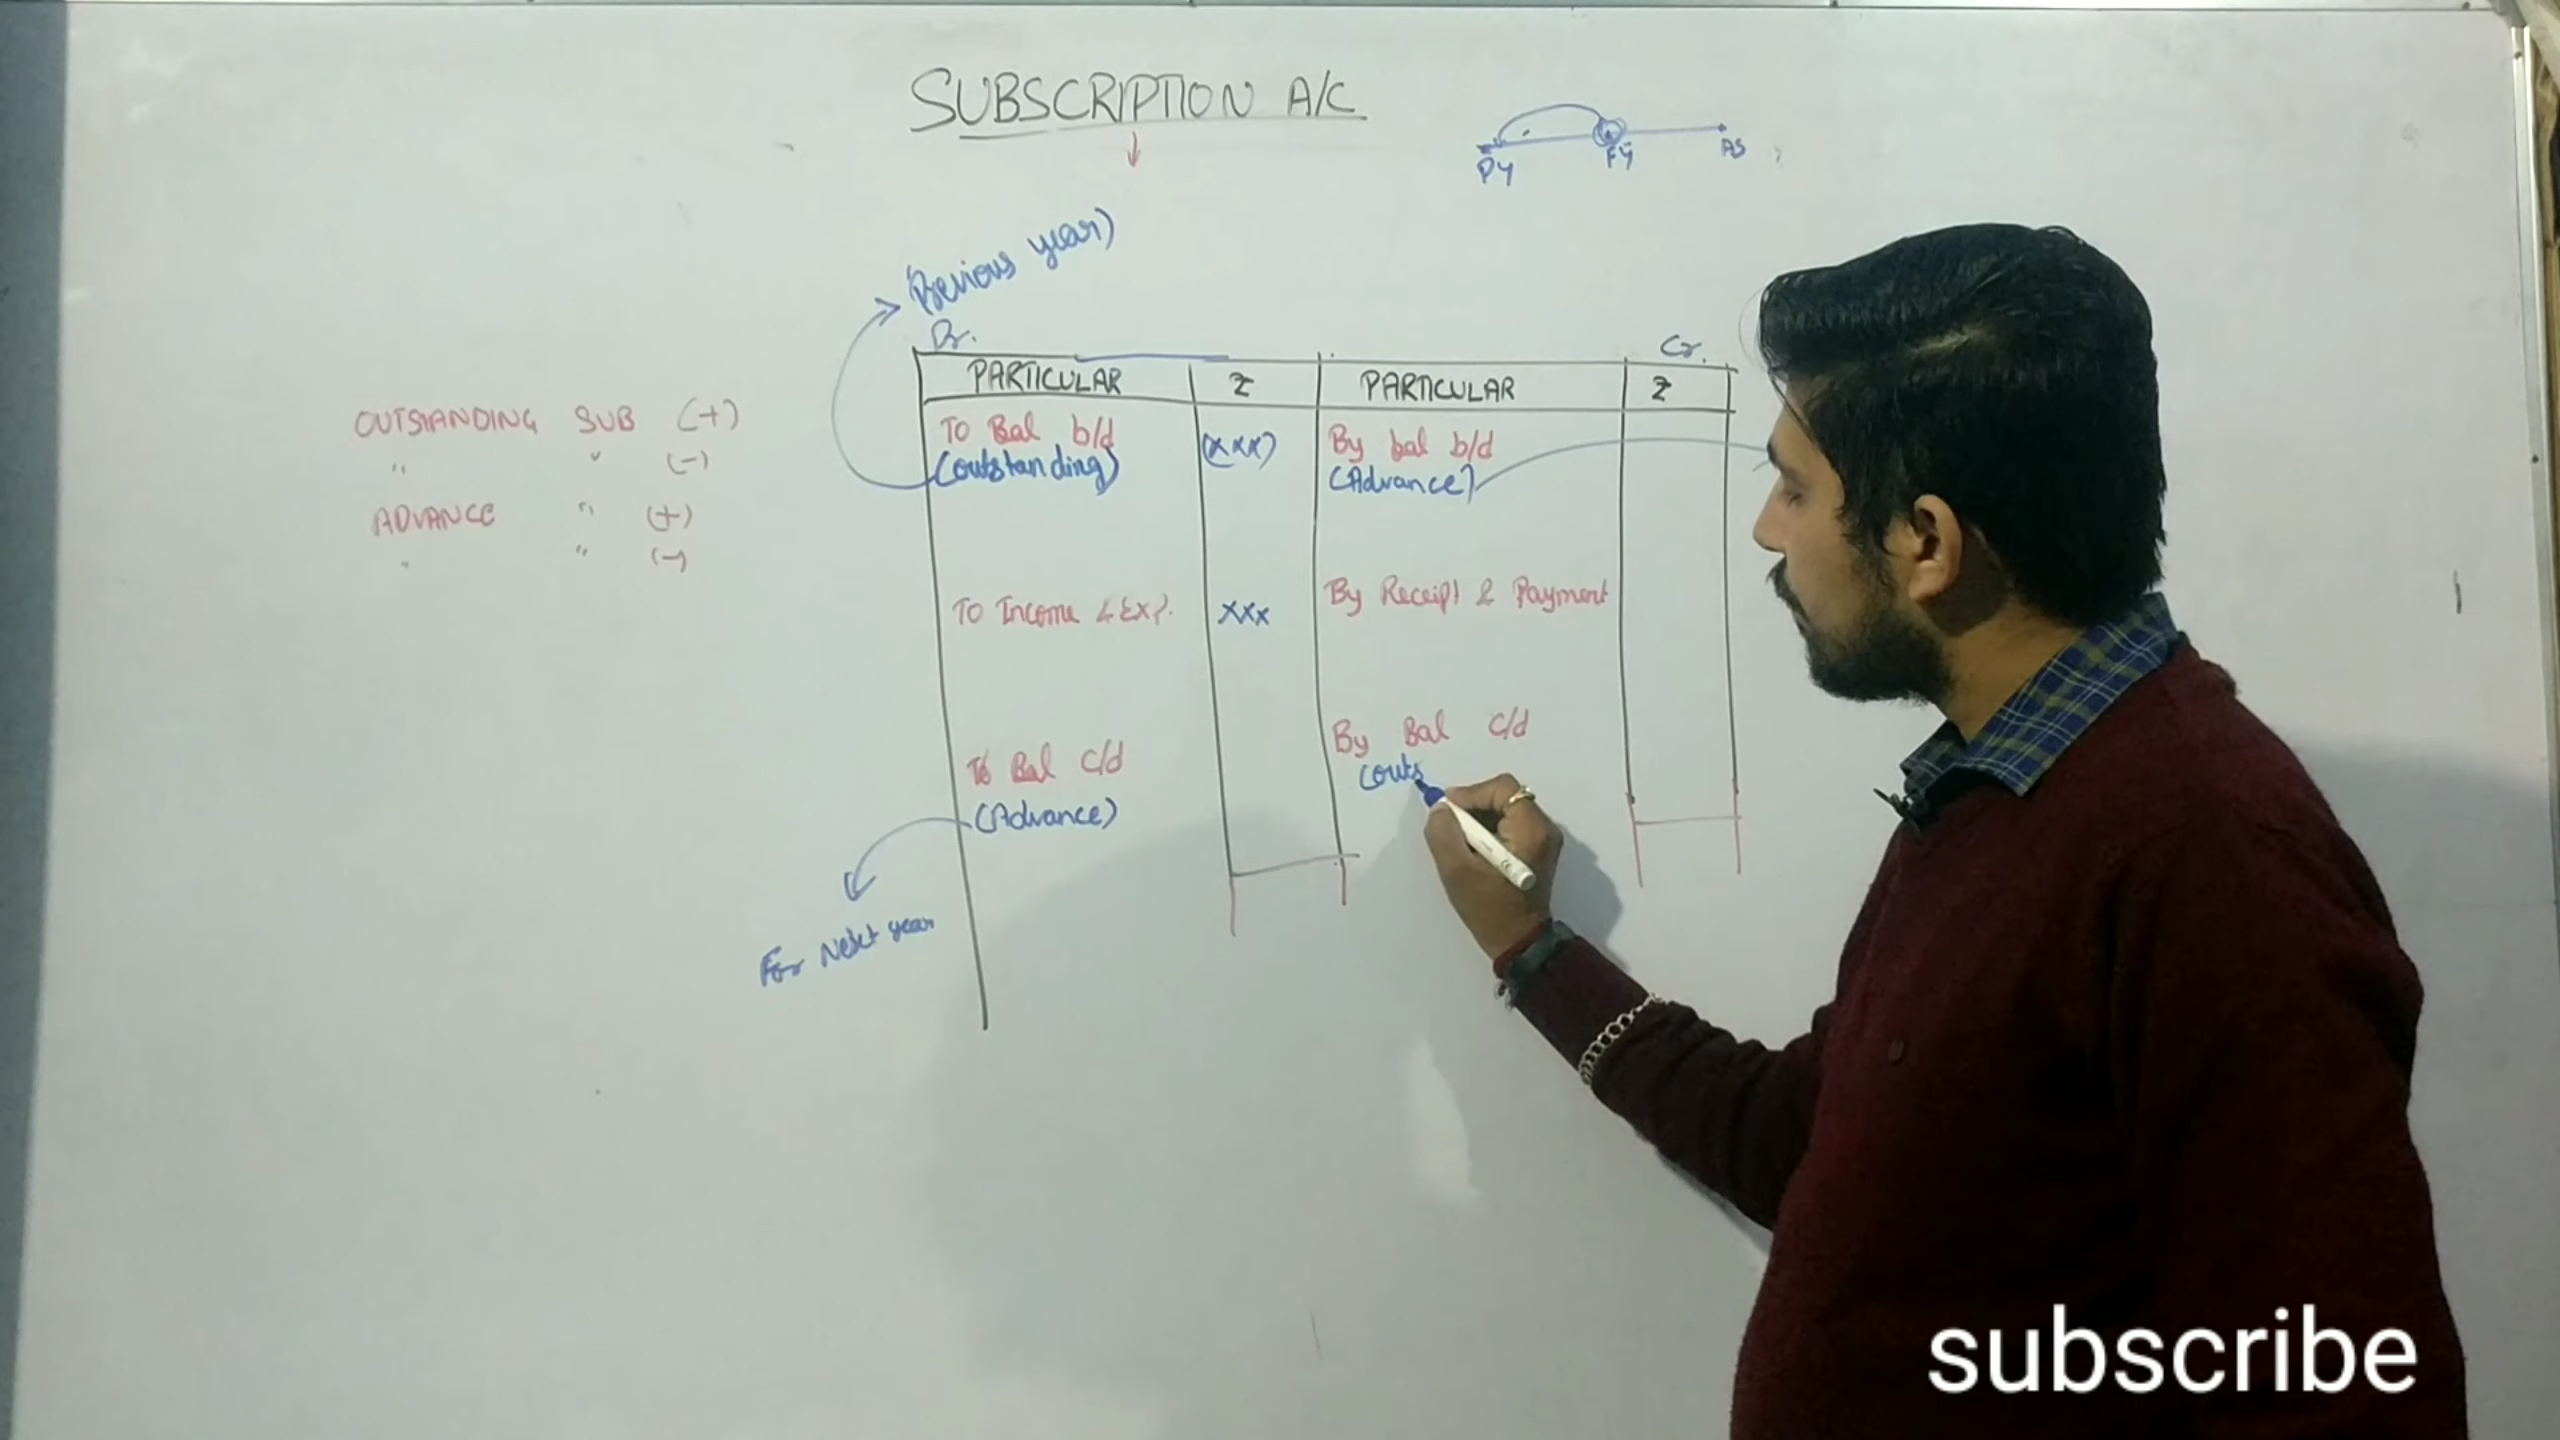 SUBSCRIPTION A/C
PY FY
(Previous year)
Dr. Cr.
PARTICULAR ₹ PARTICULAR ₹
To Bal b/d (xxx) By bal b/d
(outstanding) (Advance)
To Income & Exp. xxx By Receipt & Payment
To Bal c/d By Bal c/d
(Advance) (outs
For Next year
OUTSTANDING SUB (+)
" " (-)
ADVANCE " (+)
" " (-)
subscribe